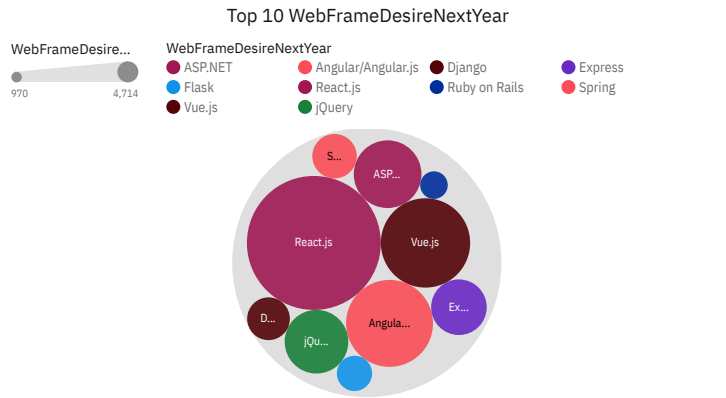 Top 10 WebFrameDesireNextYear
WebFrameDesire...
970 4,714
WebFrameDesireNextYear
ASP.NET Angular/Angular.js Django Express
Flask React.js Ruby on Rails Spring
Vue.js jQuery
S...
ASP...
React.js
Vue.js
Ex...
D...
Angula...
jQu...